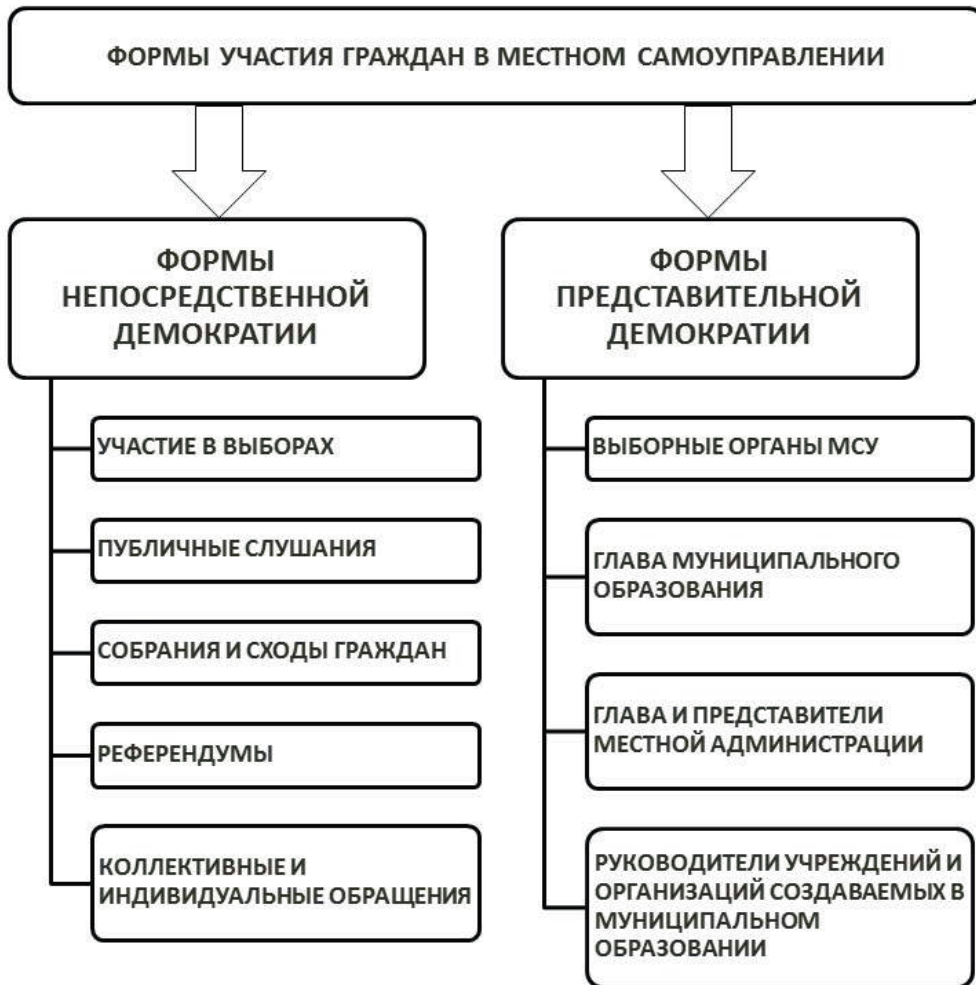 ФОРМЫ УЧАСТИЯ ГРАЖДАН В МЕСТНОМ САМОУПРАВЛЕНИИ
ФОРМЫ
НЕПОСРЕДСТВЕННОЙ
ДЕМОКРАТИИ
УЧАСТИЕ В ВЫБОРАХ
ПУБЛИЧНЫЕ СЛУШАНИЯ
СОБРАНИЯ И СХОДЫ ГРАЖДАН
РЕФЕРЕНДУМЫ
КОЛЛЕКТИВНЫЕ И
ИНДИВИДУАЛЬНЫЕ ОБРАЩЕНИЯ
ФОРМЫ
ПРЕДСТАВИТЕЛЬНОЙ
ДЕМОКРАТИИ
ВЫБОРНЫЕ ОРГАНЫ МСУ
ГЛАВА МУНИЦИПАЛЬНОГО
ОБРАЗОВАНИЯ
ГЛАВА И ПРЕДСТАВИТЕЛИ
МЕСТНОЙ АДМИНИСТРАЦИИ
РУКОВОДИТЕЛИ УЧРЕЖДЕНИЙ И
ОРГАНИЗАЦИЙ СОЗДАВАЕМЫХ В
МУНИЦИПАЛЬНОМ
ОБРАЗОВАНИИ